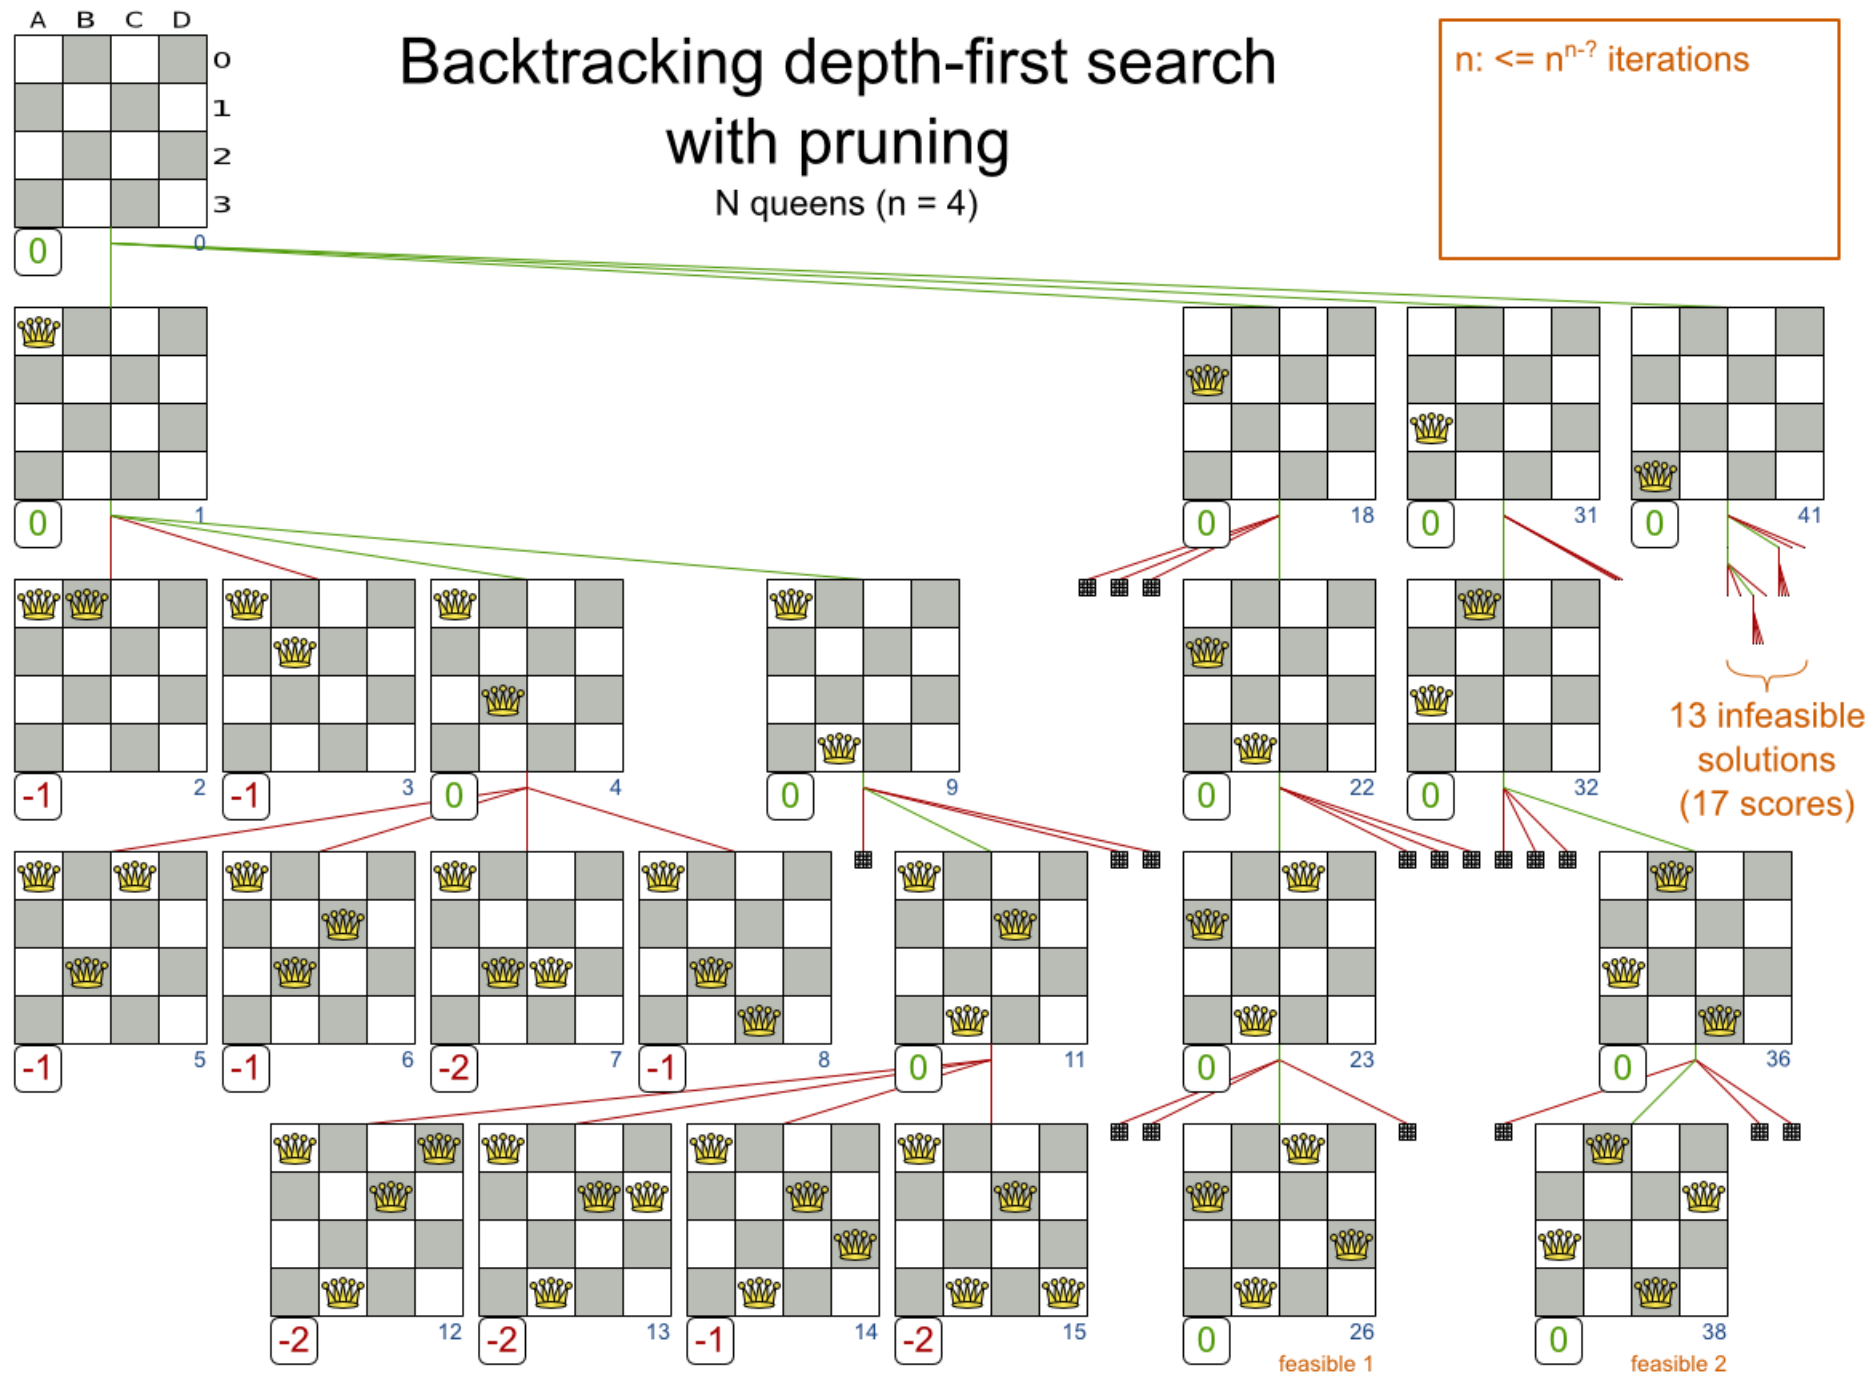 A B C D
0
1
2
3
Backtracking depth-first search
with pruning
N queens (n = 4)
n: <= n^n-? iterations
0 0
0 1
0 18
0 31
0 41
-1 2
-1 3
0 4
0 9
0 22
0 32
13 infeasible
solutions
(17 scores)
-1 5
-1 6
-2 7
-1 8
0 11
0 23
0 36
-2 12
-2 13
-1 14
-2 15
0 26
feasible 1
0 38
feasible 2